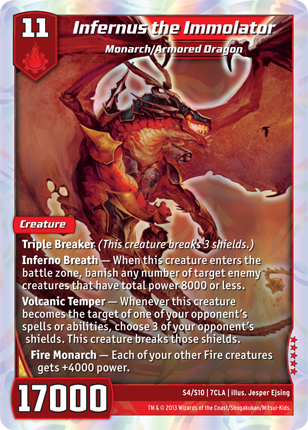 11
Infernus the Immolator
Monarch/Armored Dragon
Creature
Triple Breaker (This creature breaks 3 shields.)
Inferno Breath — When this creature enters the
battle zone, banish any number of target enemy
creatures that have total power 8000 or less.
Volcanic Temper — Whenever this creature
becomes the target of one of your opponent's
spells or abilities, choose 3 of your opponent's
shields. This creature breaks those shields.
Fire Monarch — Each of your other Fire creatures
gets +4000 power.
17000
S4/S10 | 7CLA | illus. Jesper Ejsing
TM & © 2013 Wizards of the Coast/Shogakukan/Mitsui-Kids.